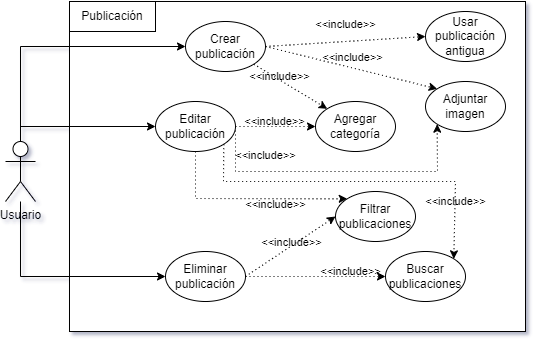 Publicación
Crear
publicación
<<include>>
Usar
publicación
antigua
<<include>>
<<include>>
Adjuntar
imagen
Editar
publicación
<<include>>
Agregar
categoría
<<include>>
Usuario
<<include>>
Filtrar
publicaciones
<<include>>
<<include>>
Eliminar
publicación
<<include>>
Buscar
publicaciones